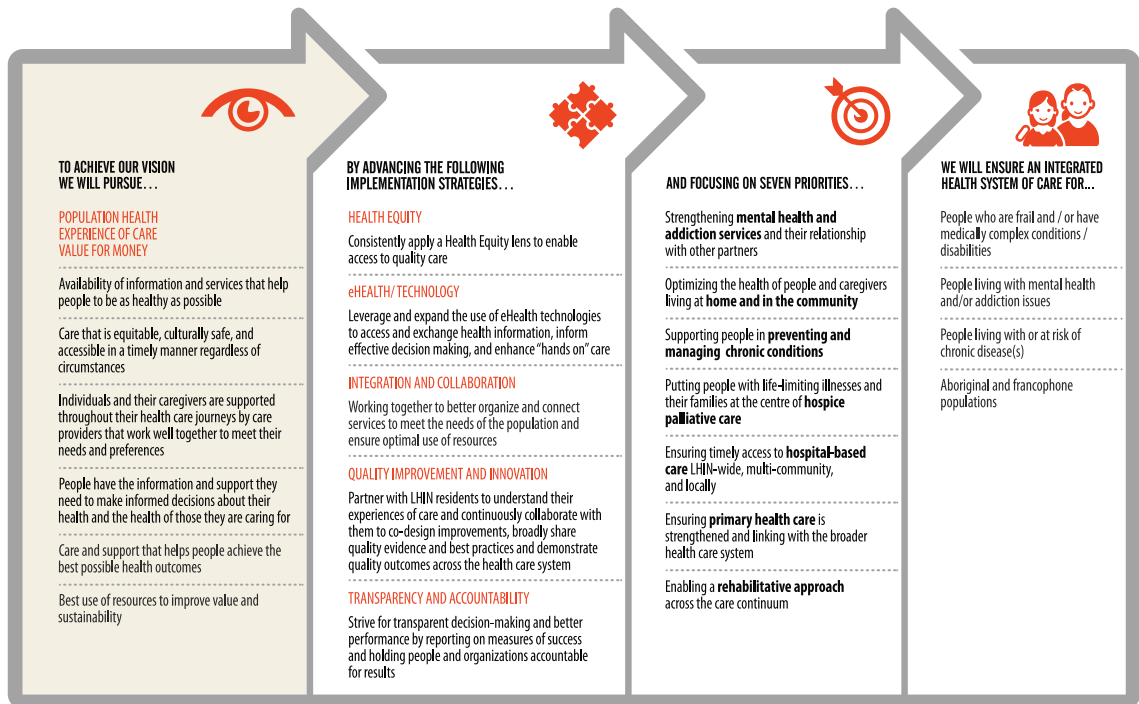 TO ACHIEVE OUR VISION
WE WILL PURSUE…
POPULATION HEALTH
EXPERIENCE OF CARE
VALUE FOR MONEY
Availability of information and services that help
people to be as healthy as possible
Care that is equitable, culturally safe, and
accessible in a timely manner regardless of
circumstances
Individuals and their caregivers are supported
throughout their health care journeys by care
providers that work well together to meet their
needs and preferences
People have the information and support they
need to make informed decisions about their
health and the health of those they are caring for
Care and support that helps people achieve the
best possible health outcomes
Best use of resources to improve value and
sustainability
BY ADVANCING THE FOLLOWING
IMPLEMENTATION STRATEGIES…
HEALTH EQUITY
Consistently apply a Health Equity lens to enable
access to quality care
eHEALTH/ TECHNOLOGY
Leverage and expand the use of eHealth technologies
to access and exchange health information, inform
effective decision making, and enhance “hands on” care
INTEGRATION AND COLLABORATION
Working together to better organize and connect
services to meet the needs of the population and
ensure optimal use of resources
QUALITY IMPROVEMENT AND INNOVATION
Partner with LHIN residents to understand their
experiences of care and continuously collaborate with
them to co-design improvements, broadly share
quality evidence and best practices and demonstrate
quality outcomes across the health care system
TRANSPARENCY AND ACCOUNTABILITY
Strive for transparent decision-making and better
performance by reporting on measures of success
and holding people and organizations accountable
for results
AND FOCUSING ON SEVEN PRIORITIES…
Strengthening mental health and
addiction services and their relationship
with other partners
Optimizing the health of people and caregivers
living at home and in the community
Supporting people in preventing and
managing chronic conditions
Putting people with life-limiting illnesses and
their families at the centre of hospice
palliative care
Ensuring timely access to hospital-based
care LHIN-wide, multi-community,
and locally
Ensuring primary health care is
strengthened and linking with the broader
health care system
Enabling a rehabilitative approach
across the care continuum
WE WILL ENSURE AN INTEGRATED
HEALTH SYSTEM OF CARE FOR...
People who are frail and / or have
medically complex conditions /
disabilities
People living with mental health
and/or addiction issues
People living with or at risk of
chronic disease(s)
Aboriginal and francophone
populations